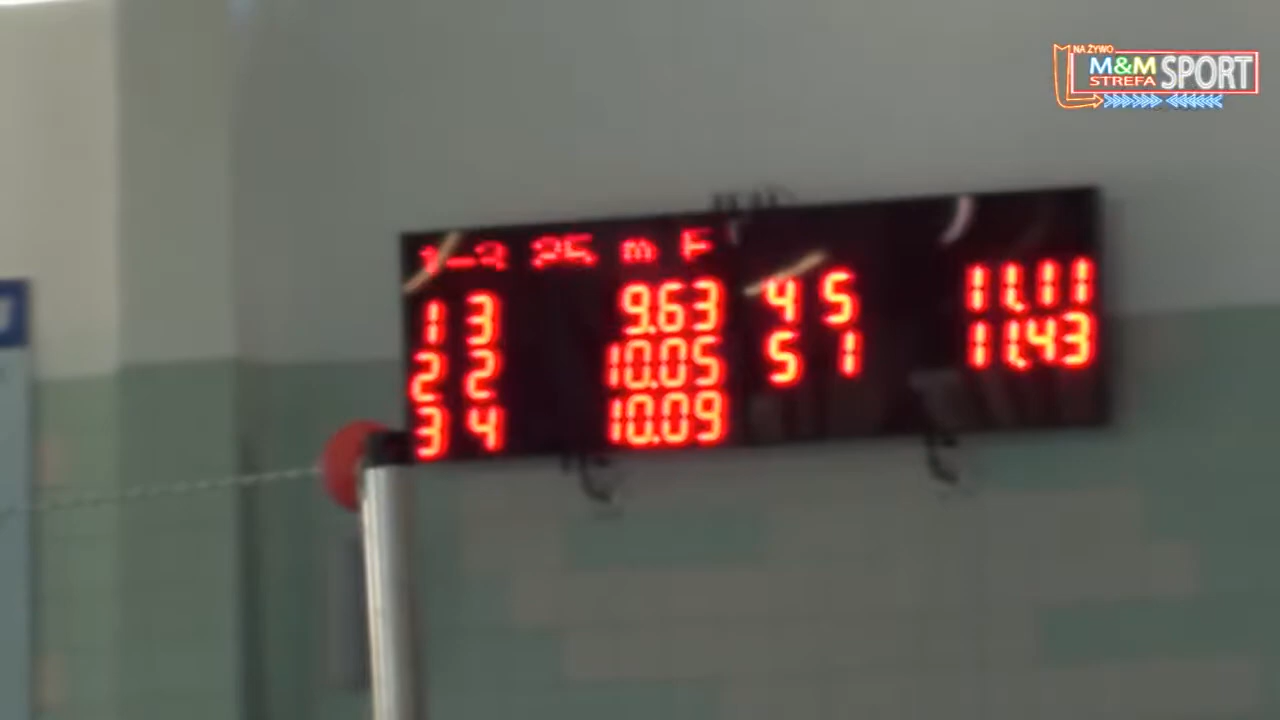 NA ŻYWO
M&M
STREFA
SPORT
25 m F
1 3 9.63
2 2 10.05
3 4 10.09
4 5 11.11
5 1 11.43